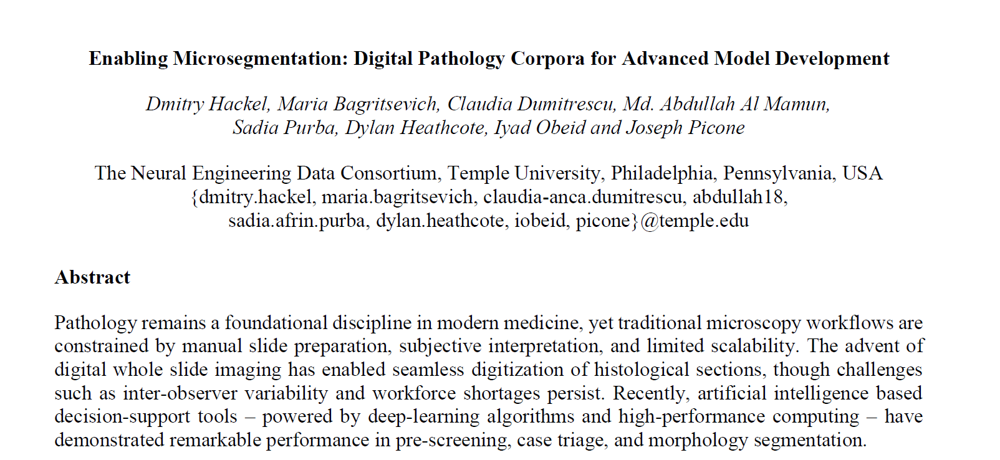 Enabling Microsegmentation: Digital Pathology Corpora for Advanced Model Development
Dmitry Hackel, Maria Bagritsevich, Claudia Dumitrescu, Md. Abdullah Al Mamun,
Sadia Purba, Dylan Heathcote, Iyad Obeid and Joseph Picone
The Neural Engineering Data Consortium, Temple University, Philadelphia, Pennsylvania, USA
{dmitry.hackel, maria.bagritsevich, claudia-anca.dumitrescu, abdullah18,
sadia.afrin.purba, dylan.heathcote, iobeid, picone}@temple.edu
Abstract
Pathology remains a foundational discipline in modern medicine, yet traditional microscopy workflows are
constrained by manual slide preparation, subjective interpretation, and limited scalability. The advent of
digital whole slide imaging has enabled seamless digitization of histological sections, though challenges
such as inter-observer variability and workforce shortages persist. Recently, artificial intelligence based
decision-support tools – powered by deep-learning algorithms and high-performance computing – have
demonstrated remarkable performance in pre-screening, case triage, and morphology segmentation.